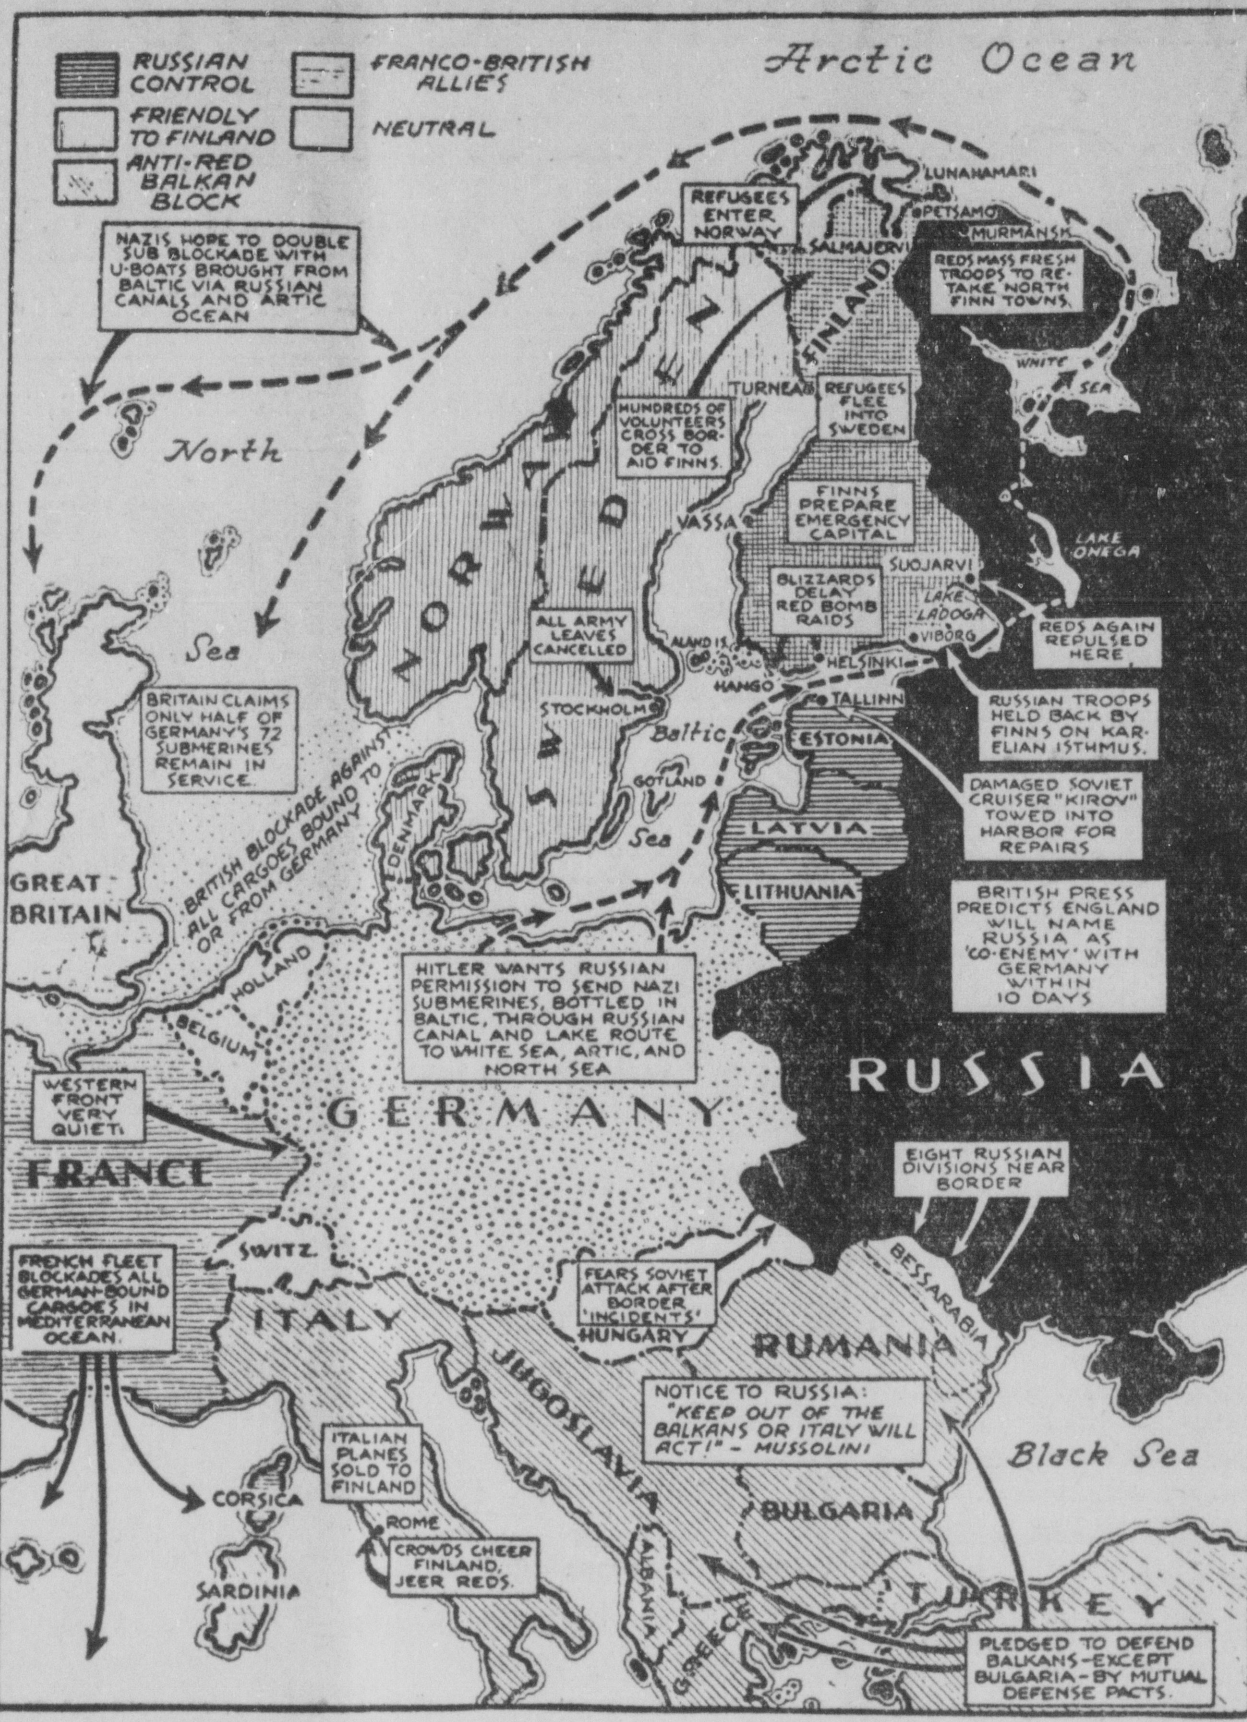 RUSSIAN
CONTROL
FRIENDLY
TO FINLAND
ANTI-RED
BALKAN
BLOCK
FRANCO-BRITISH
ALLIES
NEUTRAL
Arctic Ocean
NAZIS HOPE TO DOUBLE
SUB BLOCKADE WITH
U-BOATS BROUGHT FROM
BALTIC VIA RUSSIAN
CANALS AND ARTIC
OCEAN
REFUGEES
ENTER
NORWAY
LUNAHAMARI
PETSAMO
MURMANSK
SALMAJERVI
REDS MASS FRESH
TROOPS TO RE-
TAKE NORTH
FINN TOWNS.
FINLAND
WHITE
SEA
North
Sea
NORWAY
SWEDEN
TURNEA
HUNDREDS OF
VOLUNTEERS
CROSS BOR-
DER TO
AID FINNS.
REFUGEES
FLEE
INTO
SWEDEN
FINNS
PREPARE
EMERGENCY
CAPITAL
VASSA
LAKE
ONEGA
SUOJARVI
BLIZZARDS
DELAY
RED BOMB
RAIDS
LAKE
LADOGA
VIBORG
REDS AGAIN
REPULSED
HERE
ALL ARMY
LEAVES
CANCELLED
ALAND IS.
HELSINKI
HANGO
STOCKHOLM
TALLINN
RUSSIAN TROOPS
HELD BACK BY
FINNS ON KAR-
ELIAN ISTHMUS.
BRITAIN CLAIMS
ONLY HALF OF
GERMANY'S 72
SUBMERINES
REMAIN IN
SERVICE.
Baltic
Sea
ESTONIA
GOTLAND
DAMAGED SOVIET
CRUISER "KIROV"
TOWED INTO
HARBOR FOR
REPAIRS
BRITISH BLOCKADE AGAINST
ALL CARGOES BOUND TO
OR FROM GERMANY
DENMARK
LATVIA
LITHUANIA
GREAT
BRITAIN
BRITISH PRESS
PREDICTS ENGLAND
WILL NAME
RUSSIA AS
'CO-ENEMY' WITH
GERMANY
WITHIN
10 DAYS
HOLLAND
BELGIUM
HITLER WANTS RUSSIAN
PERMISSION TO SEND NAZI
SUBMERINES, BOTTLED IN
BALTIC, THROUGH RUSSIAN
CANAL AND LAKE ROUTE
TO WHITE SEA, ARTIC, AND
NORTH SEA
RUSSIA
WESTERN
FRONT
VERY
QUIET.
GERMANY
FRANCE
EIGHT RUSSIAN
DIVISIONS NEAR
BORDER
SWITZ.
FRENCH FLEET
BLOCKADES ALL
GERMAN-BOUND
CARGOES IN
MEDITERRANEAN
OCEAN.
ITALY
FEARS SOVIET
ATTACK AFTER
BORDER
'INCIDENTS'
HUNGARY
BESSARABIA
RUMANIA
JUGOSLAVIA
NOTICE TO RUSSIA:
"KEEP OUT OF THE
BALKANS OR ITALY WILL
ACT!" - MUSSOLINI
Black Sea
ITALIAN
PLANES
SOLD TO
FINLAND
CORSICA
ROME
CROWDS CHEER
FINLAND,
JEER REDS.
SARDINIA
BULGARIA
ALBANIA
GREECE
TURKEY
PLEDGED TO DEFEND
BALKANS-EXCEPT
BULGARIA-BY MUTUAL
DEFENSE PACTS.